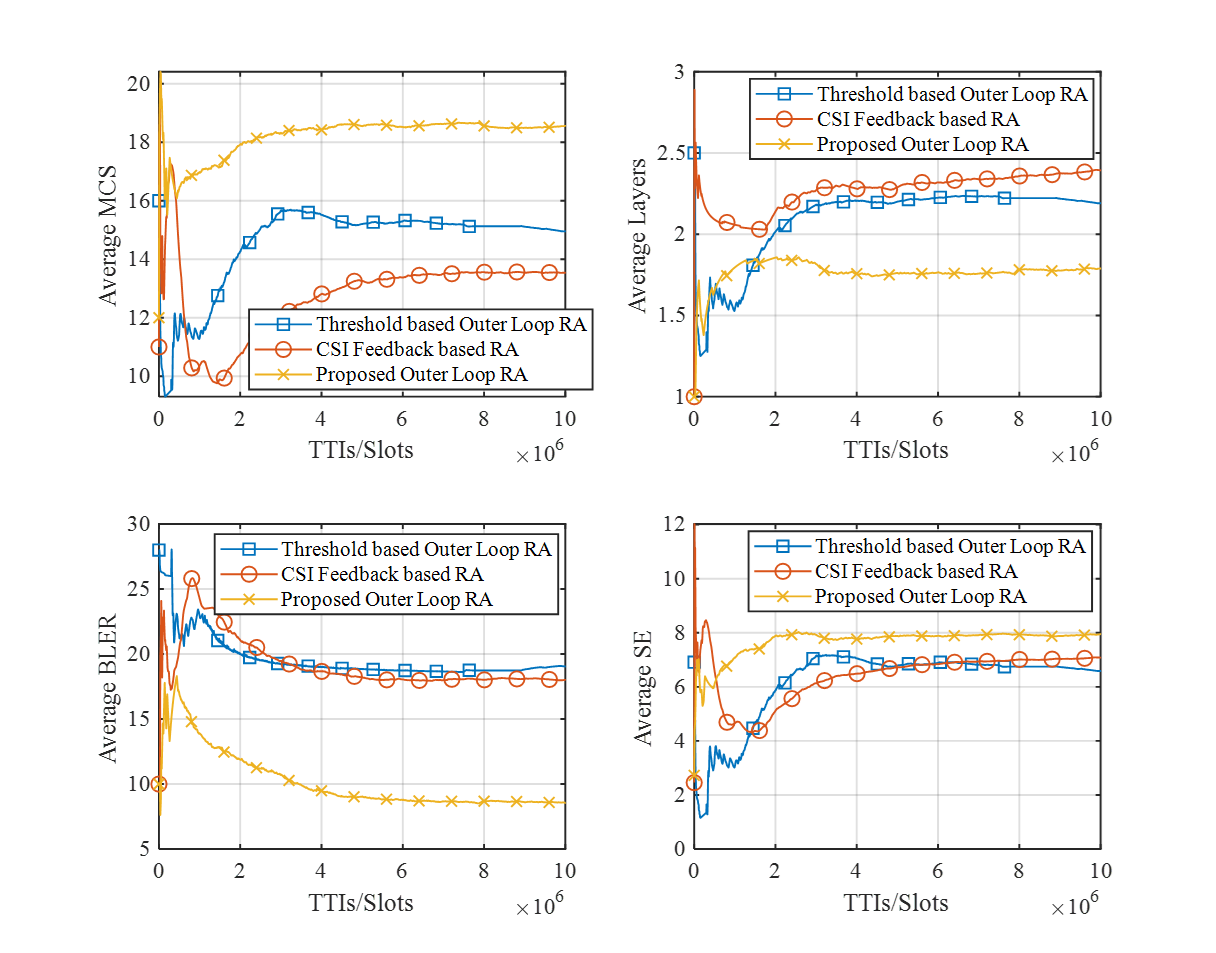 20
18
16
14
12
10
Average MCS
Threshold based Outer Loop RA
CSI Feedback based RA
Proposed Outer Loop RA
0 2 4 6 8 10
TTIs/Slots
×10^6
3
2.5
2
1.5
1
Average Layers
Threshold based Outer Loop RA
CSI Feedback based RA
Proposed Outer Loop RA
0 2 4 6 8 10
TTIs/Slots
×10^6
30
25
20
15
10
5
Average BLER
Threshold based Outer Loop RA
CSI Feedback based RA
Proposed Outer Loop RA
0 2 4 6 8 10
TTIs/Slots
×10^6
12
10
8
6
4
2
0
Average SE
Threshold based Outer Loop RA
CSI Feedback based RA
Proposed Outer Loop RA
0 2 4 6 8 10
TTIs/Slots
×10^6